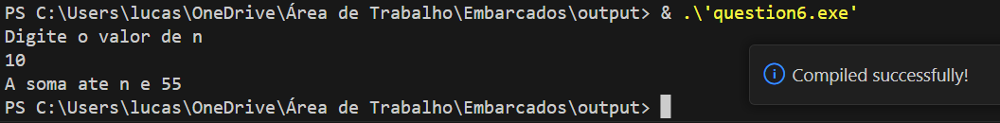 PS C:\Users\lucas\OneDrive\Área de Trabalho\Embarcados\output> & .\'question6.exe'
Digite o valor de n
10
A soma ate n e 55
PS C:\Users\lucas\OneDrive\Área de Trabalho\Embarcados\output>
Compiled successfully!